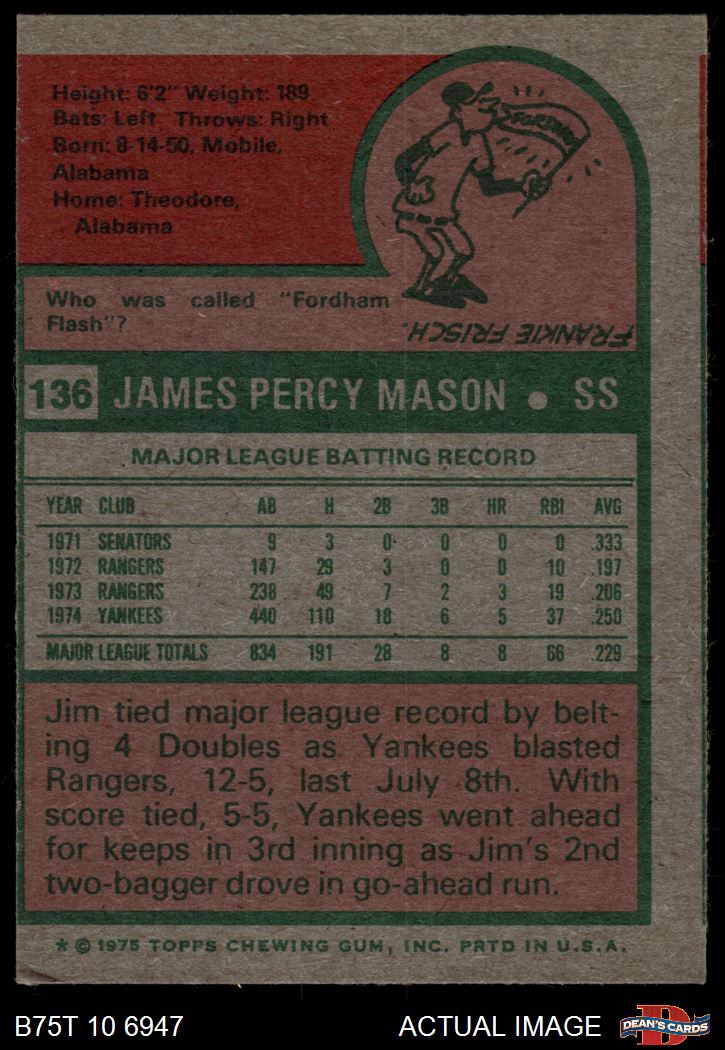 Height: 6'2" Weight: 189
Bats: Left Throws: Right
Born: 8-14-50, Mobile,
Alabama
Home: Theodore,
Alabama
FORDHAM
Who was called "Fordham
Flash"?
FRANKIE FRISCH.
136 JAMES PERCY MASON • SS
MAJOR LEAGUE BATTING RECORD
YEAR CLUB AB H 2B 3B HR RBI AVG
1971 SENATORS 9 3 0 0 0 0 .333
1972 RANGERS 147 29 3 0 0 10 .197
1973 RANGERS 238 49 7 2 3 19 .206
1974 YANKEES 440 110 18 6 5 37 .250
MAJOR LEAGUE TOTALS 834 191 28 8 8 66 .229
Jim tied major league record by belt-
ing 4 Doubles as Yankees blasted
Rangers, 12-5, last July 8th. With
score tied, 5-5, Yankees went ahead
for keeps in 3rd inning as Jim's 2nd
two-bagger drove in go-ahead run.
* © 1975 TOPPS CHEWING GUM, INC. PRTD IN U.S.A.
B75T 10 6947 ACTUAL IMAGE D DEAN'S CARDS